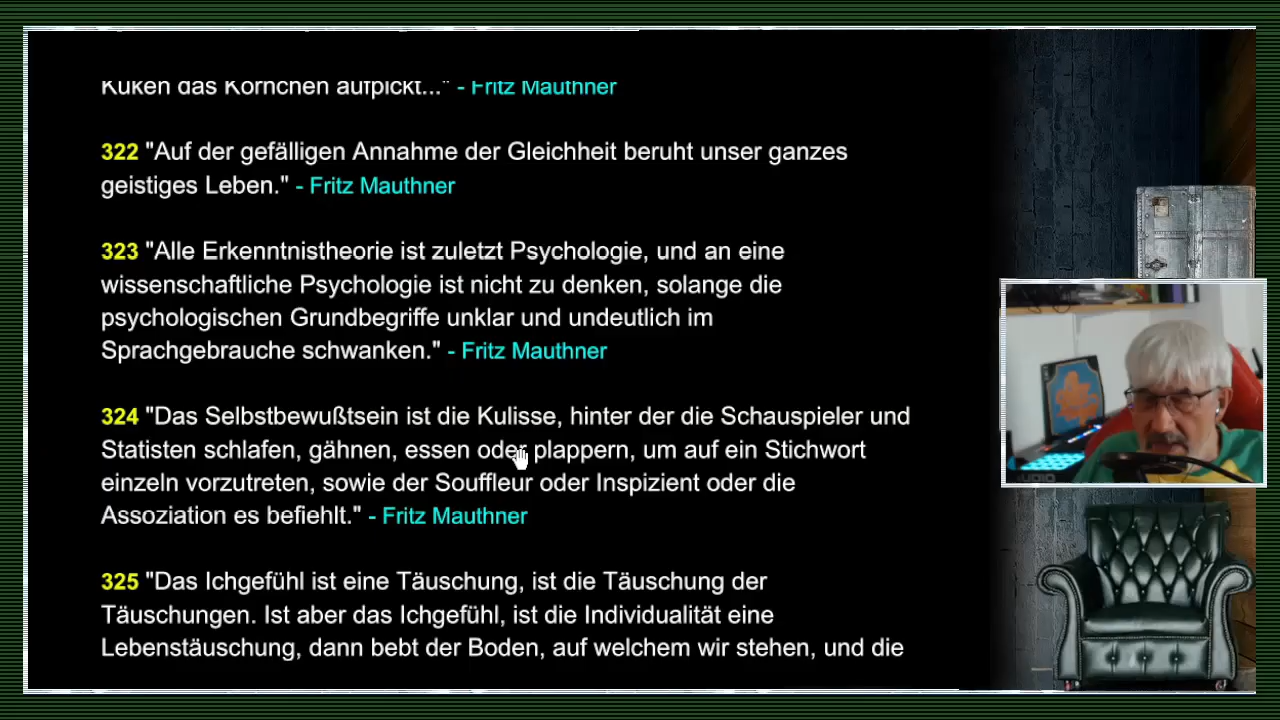 Küken das Körnchen aufpickt..." - Fritz Mauthner
322 "Auf der gefälligen Annahme der Gleichheit beruht unser ganzes
geistiges Leben." - Fritz Mauthner
323 "Alle Erkenntnistheorie ist zuletzt Psychologie, und an eine
wissenschaftliche Psychologie ist nicht zu denken, solange die
psychologischen Grundbegriffe unklar und undeutlich im
Sprachgebrauche schwanken." - Fritz Mauthner
324 "Das Selbstbewußtsein ist die Kulisse, hinter der die Schauspieler und
Statisten schlafen, gähnen, essen oder plappern, um auf ein Stichwort
einzeln vorzutreten, sowie der Souffleur oder Inspizient oder die
Assoziation es befiehlt." - Fritz Mauthner
325 "Das Ichgefühl ist eine Täuschung, ist die Täuschung der
Täuschungen. Ist aber das Ichgefühl, ist die Individualität eine
Lebenstäuschung, dann bebt der Boden, auf welchem wir stehen, und die